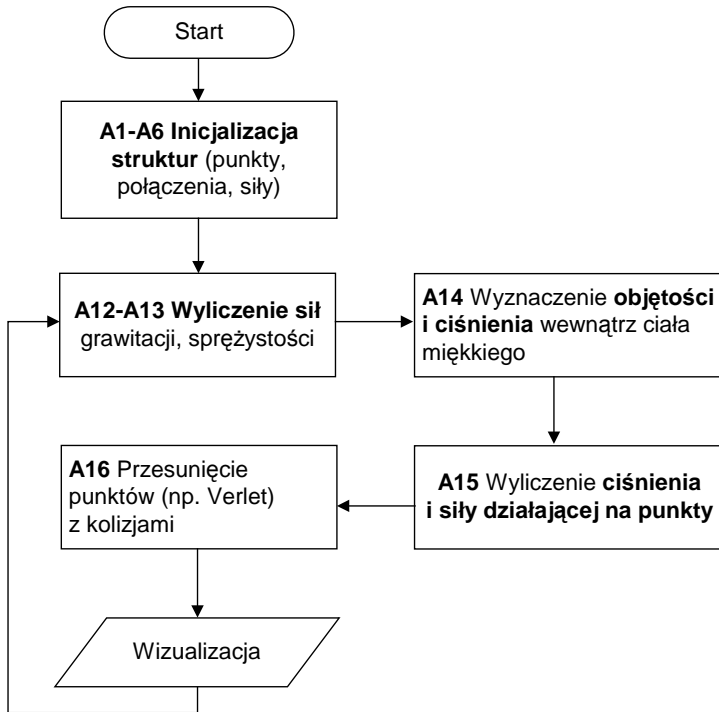 Start
A1-A6 Inicjalizacja
struktur (punkty,
połączenia, siły)
A12-A13 Wyliczenie sił
grawitacji, sprężystości
A14 Wyznaczenie objętości
i ciśnienia wewnątrz ciała
miękkiego
A15 Wyliczenie ciśnienia
i siły działającej na punkty
A16 Przesunięcie
punktów (np. Verlet)
z kolizjami
Wizualizacja